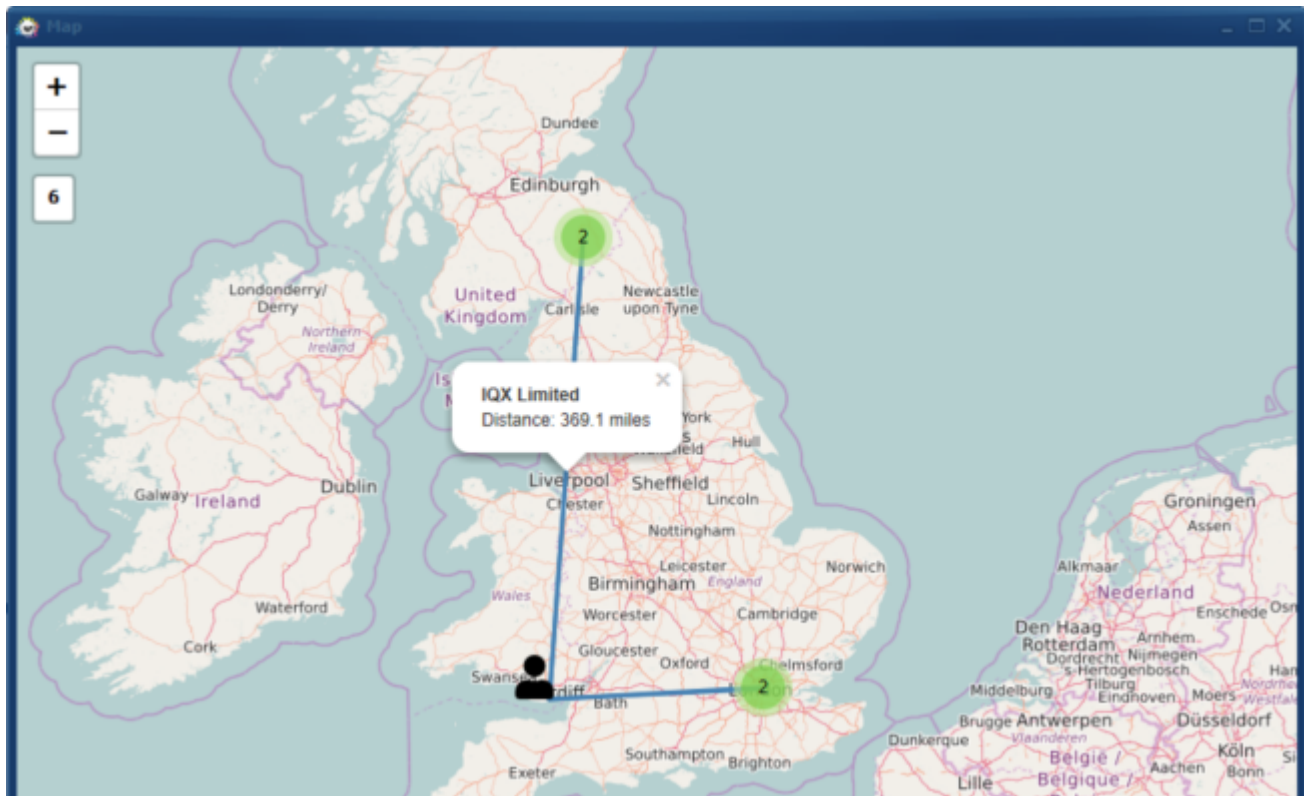 Map
+
Dundee
−
Edinburgh
6
2
Londonderry/
Derry
United
Kingdom
Newcastle
upon Tyne
Carlisle
Northern
Ireland
IQX Limited
Distance: 369.1 miles
York
Hull
Liverpool
Sheffield
Dublin
Galway
Ireland
Chester
Lincoln
Groningen
Assen
Nottingham
Leicester
Norwich
Alkmaar
Birmingham
England
Nederland
Wales
Waterford
Worcester
Cambridge
Enschede
Den Haag
Cork
Gloucester
Oxford
Chelmsford
Rotterdam
Arnhem
Dordrecht
Nijmegen
's-Hertogenbosch
Swanse
rdiff
2
Tilburg
Middelburg
Eindhoven
Moers
Bath
Brugge
Antwerpen
Düsseldorf
Vlaanderen
Dunkerque
Southampton
Brighton
Köln
België /
Belgique /
Aachen
Bonn
Exeter
Lille